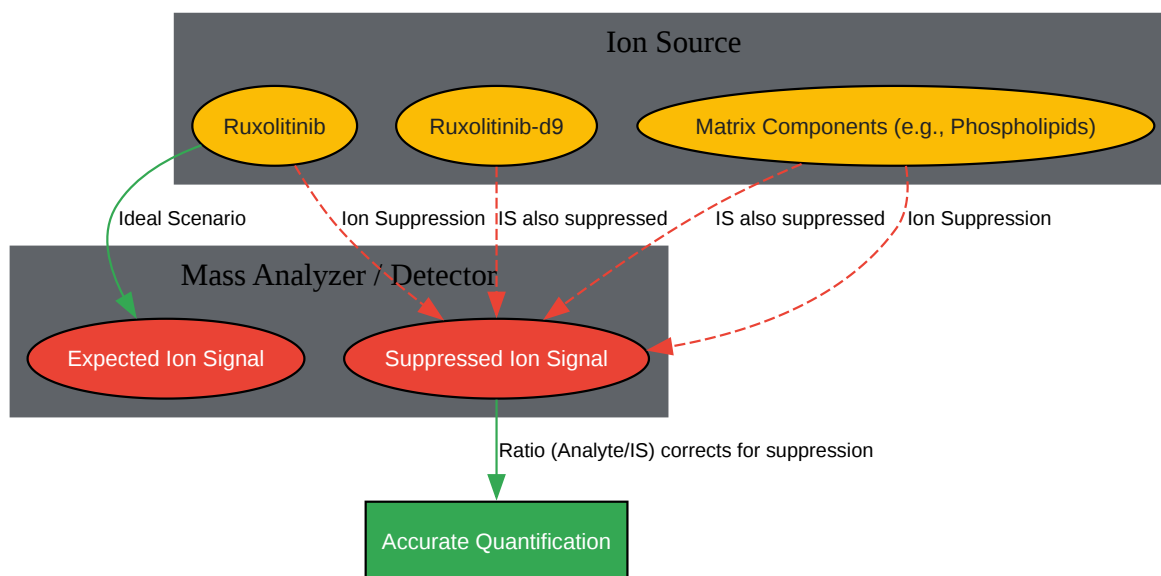 Ion Source
Ruxolitinib
Ruxolitinib-d9
Matrix Components (e.g., Phospholipids)
Ideal Scenario
Ion Suppression
IS also suppressed
IS also suppressed
Ion Suppression
Mass Analyzer / Detector
Expected Ion Signal
Suppressed Ion Signal
Ratio (Analyte/IS) corrects for suppression
Accurate Quantification